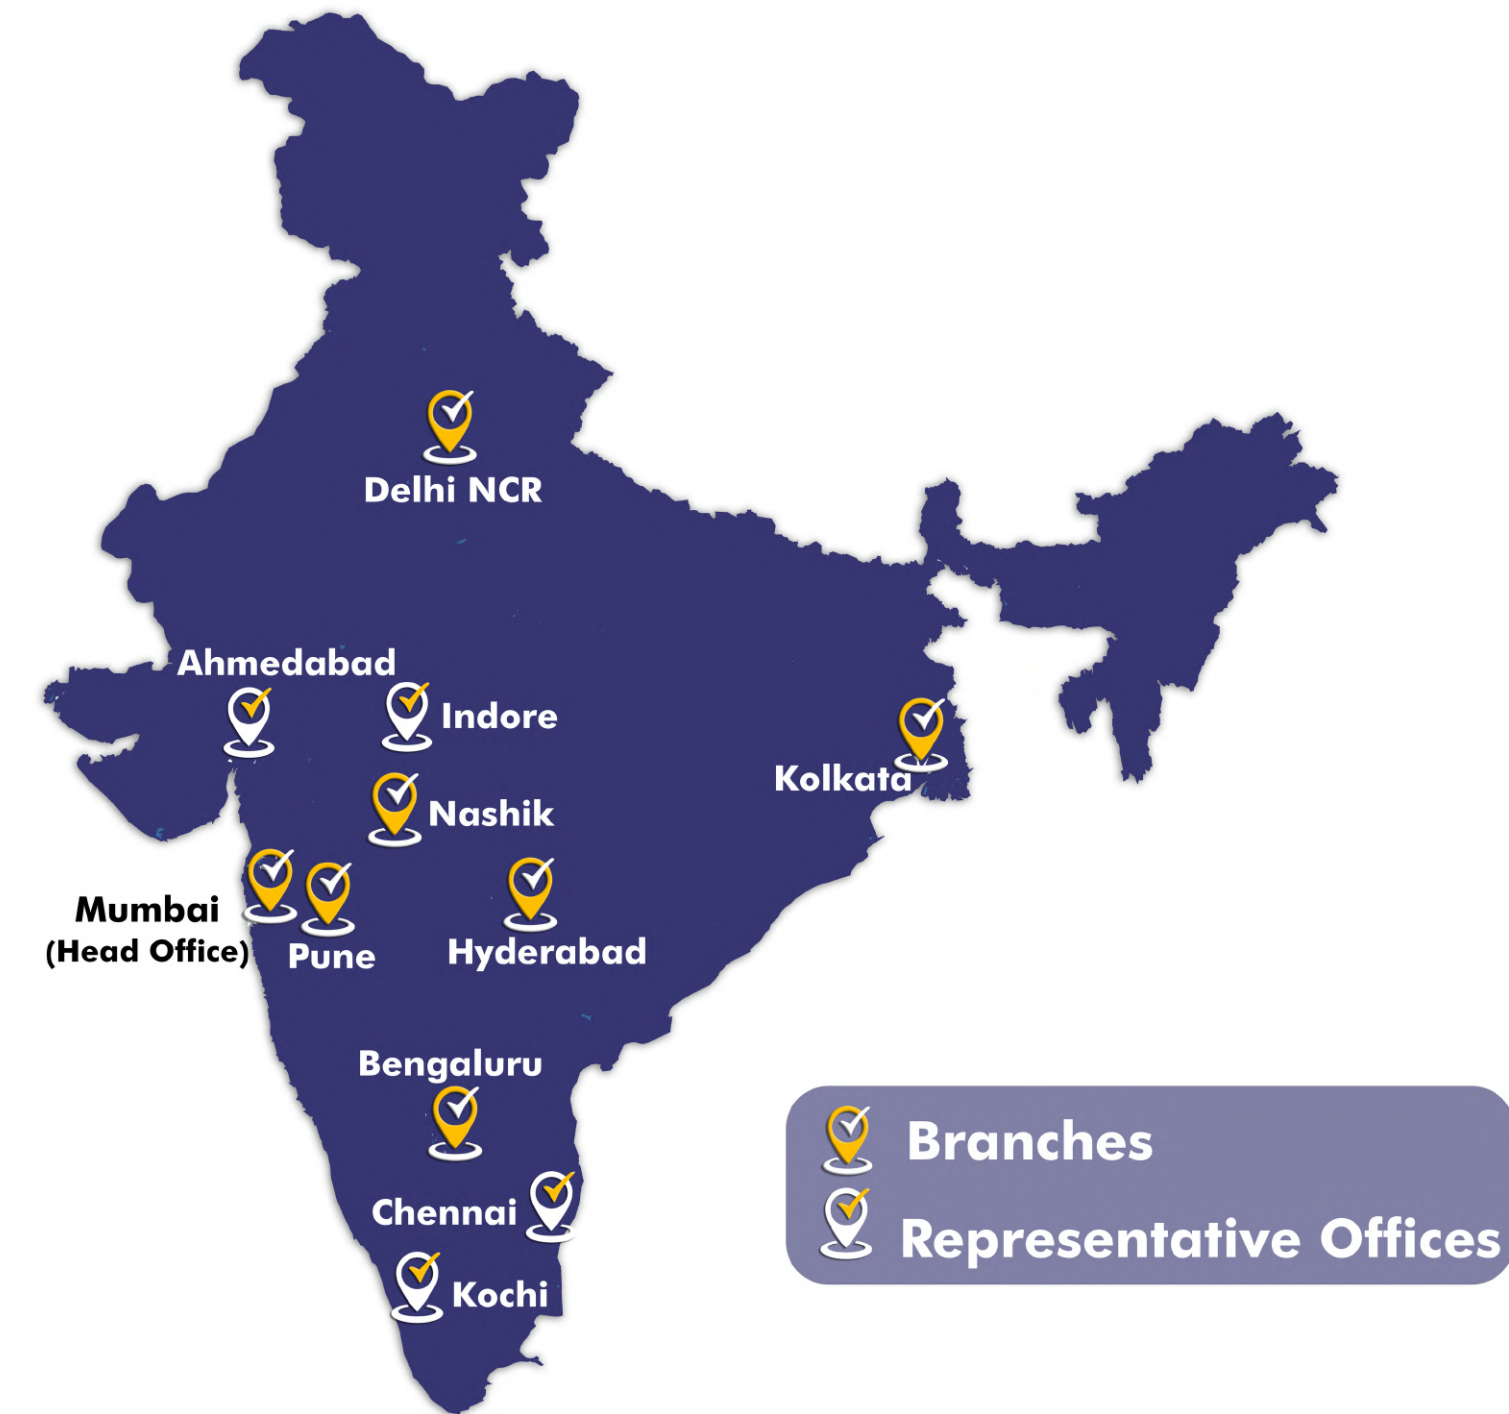 Delhi NCR
Ahmedabad
Indore
Kolkata
Nashik
Mumbai
(Head Office)
Pune
Hyderabad
Bengaluru
Chennai
Kochi
Branches
Representative Offices